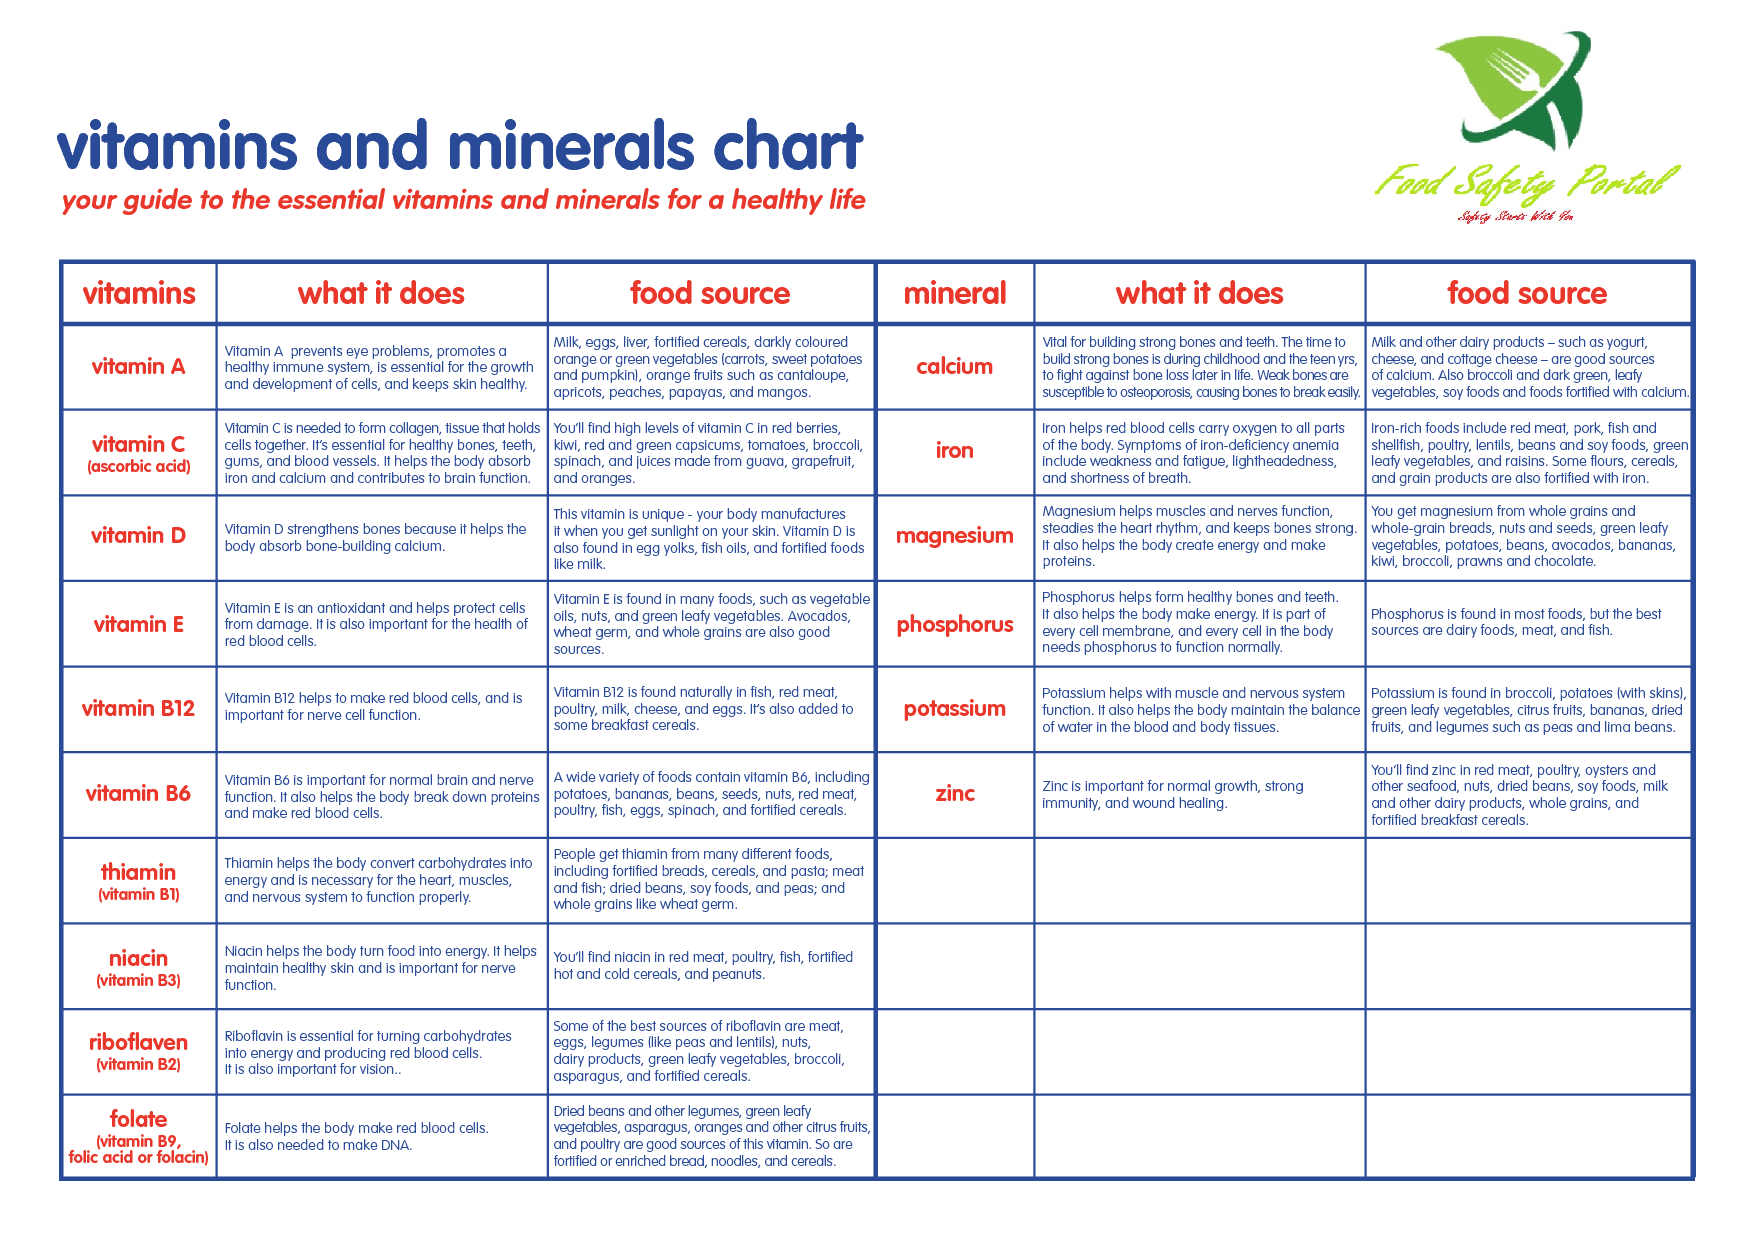 vitamins and minerals chart
your guide to the essential vitamins and minerals for a healthy life
Food Safety Portal
Safety Starts With You
vitamins
what it does
food source
mineral
what it does
food source
vitamin A
Vitamin A prevents eye problems, promotes a
healthy immune system, is essential for the growth
and development of cells, and keeps skin healthy.
Milk, eggs, liver, fortified cereals, darkly coloured
orange or green vegetables (carrots, sweet potatoes
and pumpkin), orange fruits such as cantaloupe,
apricots, peaches, papayas, and mangos.
calcium
Vital for building strong bones and teeth. The time to
build strong bones is during childhood and the teen yrs,
to fight against bone loss later in life. Weak bones are
susceptible to osteoporosis, causing bones to break easily.
Milk and other dairy products – such as yogurt,
cheese, and cottage cheese – are good sources
of calcium. Also broccoli and dark green, leafy
vegetables, soy foods and foods fortified with calcium.
vitamin C
(ascorbic acid)
Vitamin C is needed to form collagen, tissue that holds
cells together. It's essential for healthy bones, teeth,
gums, and blood vessels. It helps the body absorb
iron and calcium and contributes to brain function.
You'll find high levels of vitamin C in red berries,
kiwi, red and green capsicums, tomatoes, broccoli,
spinach, and juices made from guava, grapefruit,
and oranges.
iron
Iron helps red blood cells carry oxygen to all parts
of the body. Symptoms of iron-deficiency anemia
include weakness and fatigue, lightheadedness,
and shortness of breath.
Iron-rich foods include red meat, pork, fish and
shellfish, poultry, lentils, beans and soy foods, green
leafy vegetables, and raisins. Some flours, cereals,
and grain products are also fortified with iron.
vitamin D
Vitamin D strengthens bones because it helps the
body absorb bone-building calcium.
This vitamin is unique - your body manufactures
it when you get sunlight on your skin. Vitamin D is
also found in egg yolks, fish oils, and fortified foods
like milk.
magnesium
Magnesium helps muscles and nerves function,
steadies the heart rhythm, and keeps bones strong.
It also helps the body create energy and make
proteins.
You get magnesium from whole grains and
whole-grain breads, nuts and seeds, green leafy
vegetables, potatoes, beans, avocados, bananas,
kiwi, broccoli, prawns and chocolate.
vitamin E
Vitamin E is an antioxidant and helps protect cells
from damage. It is also important for the health of
red blood cells.
Vitamin E is found in many foods, such as vegetable
oils, nuts, and green leafy vegetables. Avocados,
wheat germ, and whole grains are also good
sources.
phosphorus
Phosphorus helps form healthy bones and teeth.
It also helps the body make energy. It is part of
every cell membrane, and every cell in the body
needs phosphorus to function normally.
Phosphorus is found in most foods, but the best
sources are dairy foods, meat, and fish.
vitamin B12
Vitamin B12 helps to make red blood cells, and is
important for nerve cell function.
Vitamin B12 is found naturally in fish, red meat,
poultry, milk, cheese, and eggs. It's also added to
some breakfast cereals.
potassium
Potassium helps with muscle and nervous system
function. It also helps the body maintain the balance
of water in the blood and body tissues.
Potassium is found in broccoli, potatoes (with skins),
green leafy vegetables, citrus fruits, bananas, dried
fruits, and legumes such as peas and lima beans.
vitamin B6
Vitamin B6 is important for normal brain and nerve
function. It also helps the body break down proteins
and make red blood cells.
A wide variety of foods contain vitamin B6, including
potatoes, bananas, beans, seeds, nuts, red meat,
poultry, fish, eggs, spinach, and fortified cereals.
zinc
Zinc is important for normal growth, strong
immunity, and wound healing.
You'll find zinc in red meat, poultry, oysters and
other seafood, nuts, dried beans, soy foods, milk
and other dairy products, whole grains, and
fortified breakfast cereals.
thiamin
(vitamin B1)
Thiamin helps the body convert carbohydrates into
energy and is necessary for the heart, muscles,
and nervous system to function properly.
People get thiamin from many different foods,
including fortified breads, cereals, and pasta; meat
and fish; dried beans, soy foods, and peas; and
whole grains like wheat germ.
niacin
(vitamin B3)
Niacin helps the body turn food into energy. It helps
maintain healthy skin and is important for nerve
function.
You'll find niacin in red meat, poultry, fish, fortified
hot and cold cereals, and peanuts.
riboflaven
(vitamin B2)
Riboflavin is essential for turning carbohydrates
into energy and producing red blood cells.
It is also important for vision..
Some of the best sources of riboflavin are meat,
eggs, legumes (like peas and lentils), nuts,
dairy products, green leafy vegetables, broccoli,
asparagus, and fortified cereals.
folate
(vitamin B9,
folic acid or folacin)
Folate helps the body make red blood cells.
It is also needed to make DNA.
Dried beans and other legumes, green leafy
vegetables, asparagus, oranges and other citrus fruits,
and poultry are good sources of this vitamin. So are
fortified or enriched bread, noodles, and cereals.